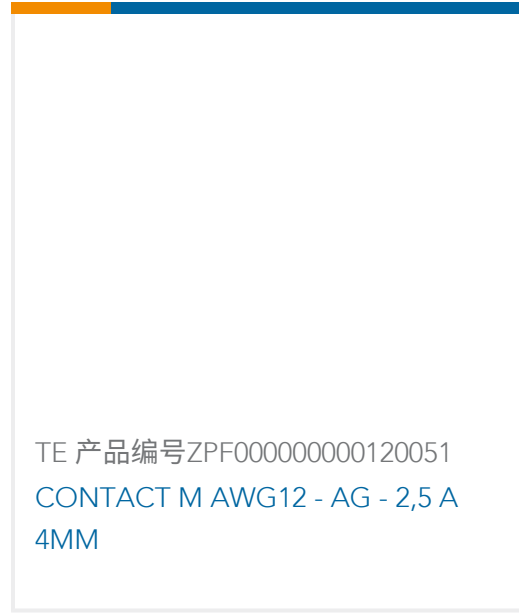 TE 产品编号ZPF000000000120051
CONTACT M AWG12 - AG - 2,5 A
4MM